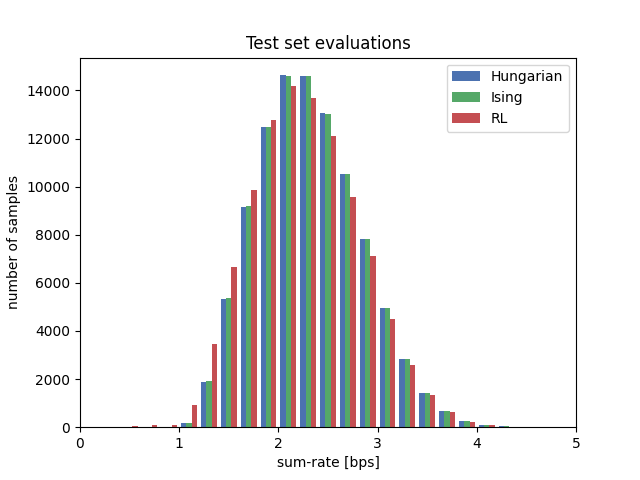 Test set evaluations
Hungarian
Ising
RL
number of samples
14000
12000
10000
8000
6000
4000
2000
0
0 1 2 3 4 5
sum-rate [bps]